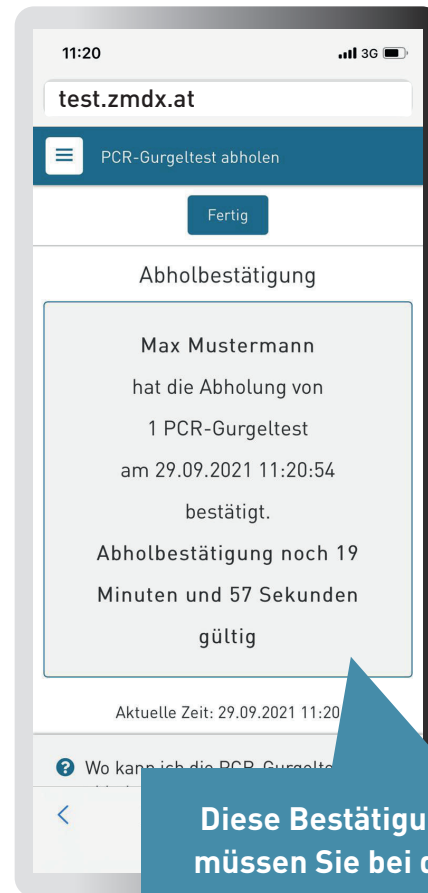 11:20
3G
test.zmdx.at
PCR-Gurgeltest abholen
Fertig
Abholbestätigung
Max Mustermann
hat die Abholung von
1 PCR-Gurgeltest
am 29.09.2021 11:20:54
bestätigt.
Abholbestätigung noch 19
Minuten und 57 Sekunden
gültig
Aktuelle Zeit: 29.09.2021 11:20
? Wo kann ich die PCR-Gurgelte
Diese Bestätigu
müssen Sie bei d